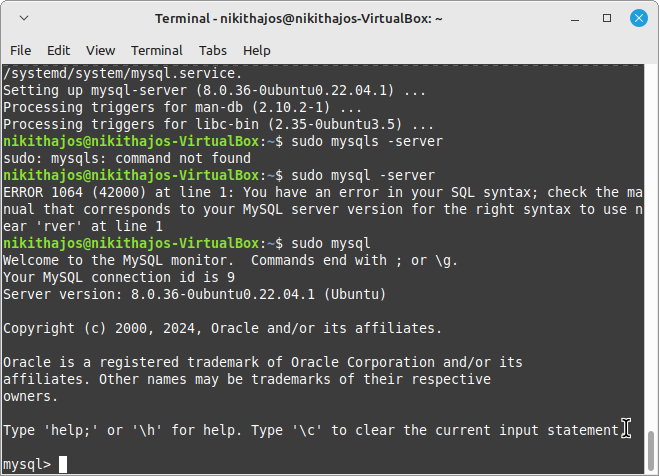 Terminal - nikithajos@nikithajos-VirtualBox: ~
File Edit View Terminal Tabs Help
/systemd/system/mysql.service.
Setting up mysql-server (8.0.36-0ubuntu0.22.04.1) ...
Processing triggers for man-db (2.10.2-1) ...
Processing triggers for libc-bin (2.35-0ubuntu3.5) ...
nikithajos@nikithajos-VirtualBox:~$ sudo mysqls -server
sudo: mysqls: command not found
nikithajos@nikithajos-VirtualBox:~$ sudo mysql -server
ERROR 1064 (42000) at line 1: You have an error in your SQL syntax; check the ma
nual that corresponds to your MySQL server version for the right syntax to use n
ear 'rver' at line 1
nikithajos@nikithajos-VirtualBox:~$ sudo mysql
Welcome to the MySQL monitor.  Commands end with ; or \g.
Your MySQL connection id is 9
Server version: 8.0.36-0ubuntu0.22.04.1 (Ubuntu)
Copyright (c) 2000, 2024, Oracle and/or its affiliates.
Oracle is a registered trademark of Oracle Corporation and/or its
affiliates. Other names may be trademarks of their respective
owners.
Type 'help;' or '\h' for help. Type '\c' to clear the current input statement.
mysql>